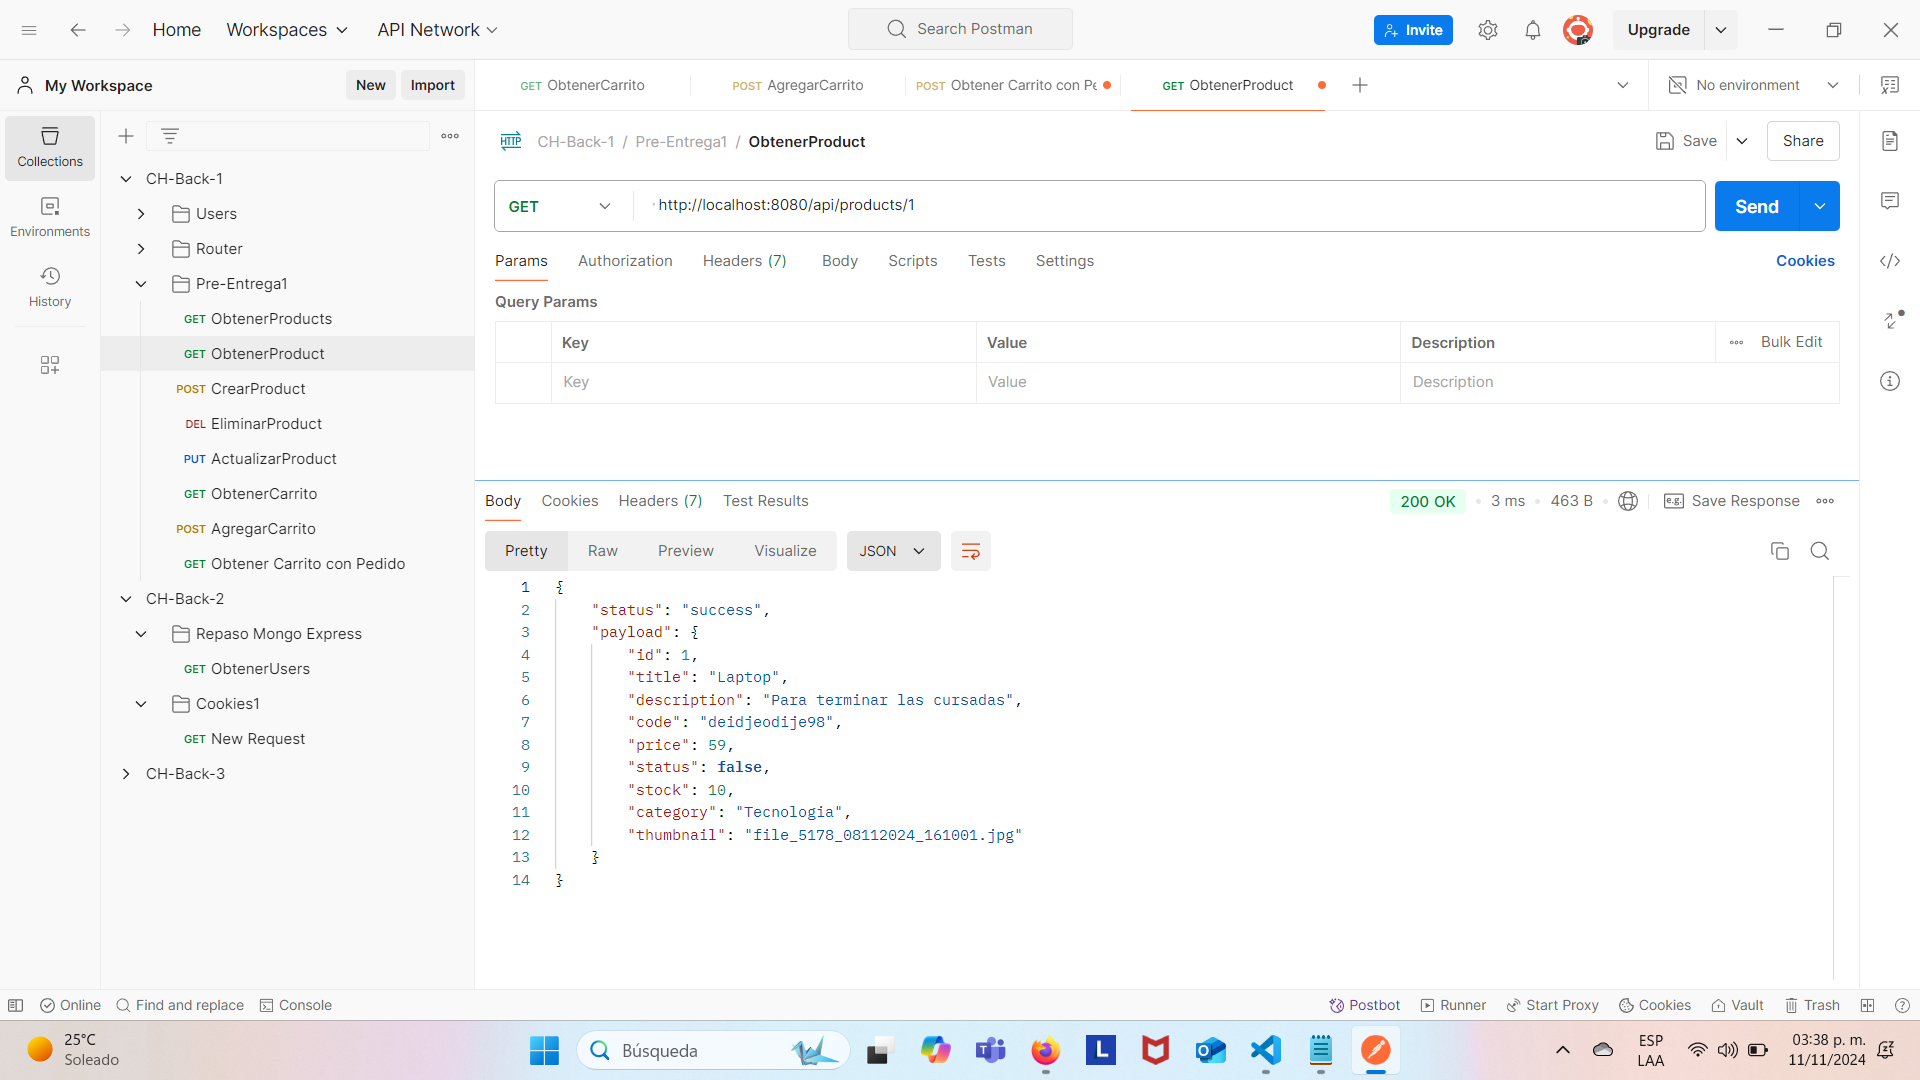 Home
Workspaces
API Network
Search Postman
Invite
Upgrade
My Workspace
New
Import
GET ObtenerCarrito
POST AgregarCarrito
POST Obtener Carrito con Pe
GET ObtenerProduct
No environment
Collections
Environments
History
CH-Back-1
Users
Router
Pre-Entrega1
GET ObtenerProducts
GET ObtenerProduct
POST CrearProduct
DEL EliminarProduct
PUT ActualizarProduct
GET ObtenerCarrito
POST AgregarCarrito
GET Obtener Carrito con Pedido
CH-Back-2
Repaso Mongo Express
GET ObtenerUsers
Cookies1
GET New Request
CH-Back-3
HTTP CH-Back-1 / Pre-Entrega1 / ObtenerProduct
Save
Share
GET
http://localhost:8080/api/products/1
Send
Params Authorization Headers (7) Body Scripts Tests Settings
Cookies
Query Params
Key Value Description Bulk Edit
Key Value Description
Body Cookies Headers (7) Test Results
200 OK 3 ms 463 B
e.g. Save Response
Pretty Raw Preview Visualize JSON
1 {
2 "status": "success",
3 "payload": {
4 "id": 1,
5 "title": "Laptop",
6 "description": "Para terminar las cursadas",
7 "code": "deidjeodije98",
8 "price": 59,
9 "status": false,
10 "stock": 10,
11 "category": "Tecnologia",
12 "thumbnail": "file_5178_08112024_161001.jpg"
13 }
14 }
Online
Find and replace
Console
Postbot
Runner
Start Proxy
Cookies
Vault
Trash
25°C
Soleado
Búsqueda
L
ESP
LAA
03:38 p. m.
11/11/2024